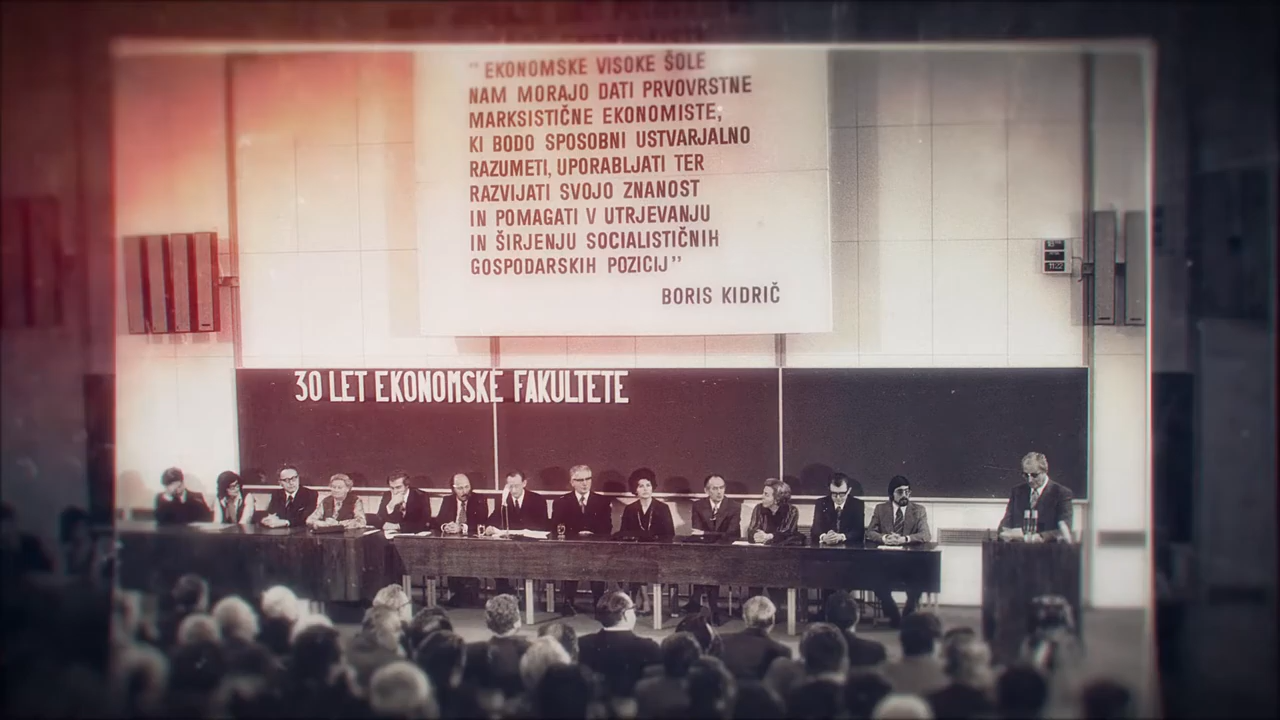 " EKONOMSKE VISOKE ŠOLE
NAM MORAJO DATI PRVOVRSTNE
MARKSISTIČNE EKONOMISTE,
KI BODO SPOSOBNI USTVARJALNO
RAZUMETI, UPORABLJATI TER
RAZVIJATI SVOJO ZNANOST
IN POMAGATI V UTRJEVANJU
IN ŠIRJENJU SOCIALISTIČNIH
GOSPODARSKIH POZICIJ"
BORIS KIDRIČ
30 LET EKONOMSKE FAKULTETE